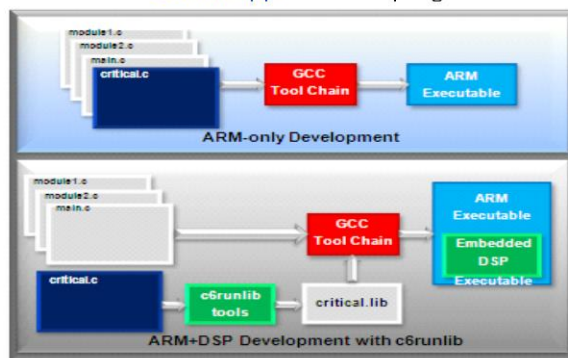 module1.c
module2.c
main.c
critical.c
GCC
Tool Chain
ARM
Executable
ARM-only Development
module1.c
module2.c
main.c
GCC
Tool Chain
ARM
Executable
Embedded
DSP
Executable
critical.c
c6runlib
tools
critical.lib
ARM+DSP Development with c6runlib